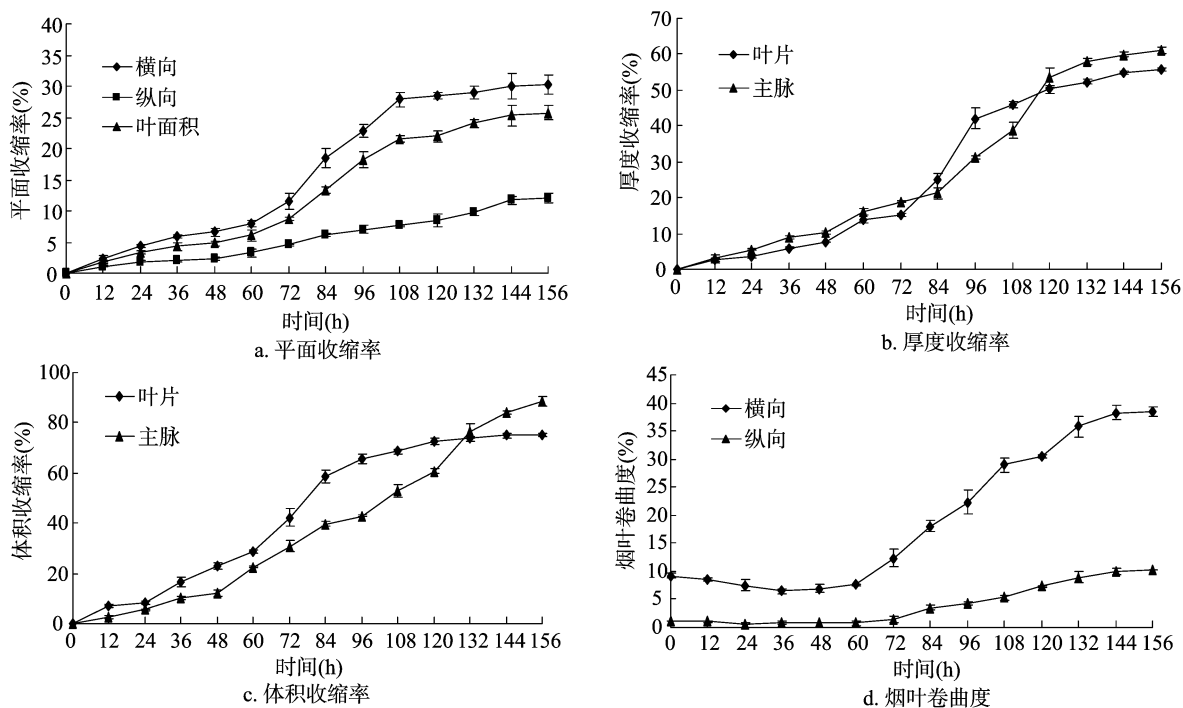 平面收缩率(%)
40
35
30
25
20
15
10
5
0
横向
纵向
叶面积
0 12 24 36 48 60 72 84 96 108 120 132 144 156
时间(h)
a. 平面收缩率
厚度收缩率(%)
70
60
50
40
30
20
10
0
叶片
主脉
0 12 24 36 48 60 72 84 96 108 120 132 144 156
时间(h)
b. 厚度收缩率
体积收缩率(%)
100
80
60
40
20
0
叶片
主脉
0 12 24 36 48 60 72 84 96 108 120 132 144 156
时间(h)
c. 体积收缩率
烟叶卷曲度(%)
45
40
35
30
25
20
15
10
5
0
横向
纵向
0 12 24 36 48 60 72 84 96 108 120 132 144 156
时间(h)
d. 烟叶卷曲度